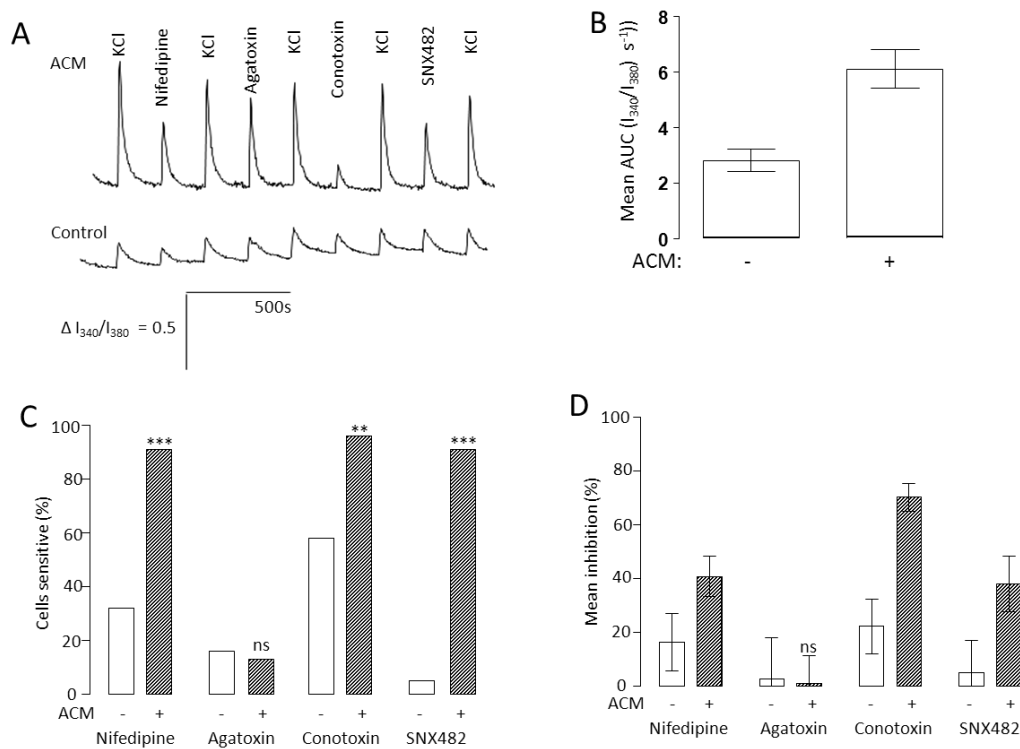 A
ACM
KCl
Nifedipine
KCl
Agatoxin
KCl
Conotoxin
KCl
SNX482
KCl
Control
500s
Δ I340/I380 = 0.5
B
Mean AUC (I340/I380) s-1)
8
6
4
2
0
ACM: - +
C
Cells sensitive (%)
100
80
60
40
20
0
***
ns
**
***
ACM - + - + - + - +
Nifedipine Agatoxin Conotoxin SNX482
D
Mean inhibition (%)
100
80
60
40
20
0
ns
ACM - + - + - + - +
Nifedipine Agatoxin Conotoxin SNX482